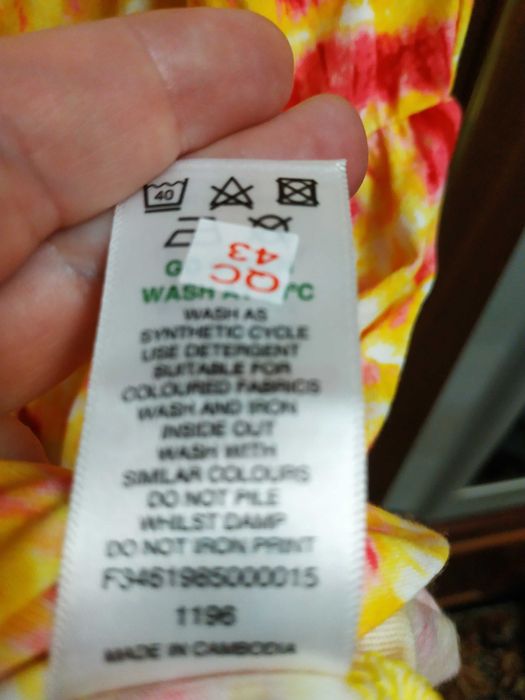 40
QC
43
WASH °C
WASH AS
SYNTHETIC CYCLE
USE DETERGENT
SUITABLE FOR
COLOURED FABRICS
WASH AND IRON
INSIDE OUT
WASH WITH
SIMILAR COLOURS
DO NOT PILE
WHILST DAMP
DO NOT IRON PRINT
F3461985000015
1196
MADE IN CAMBODIA